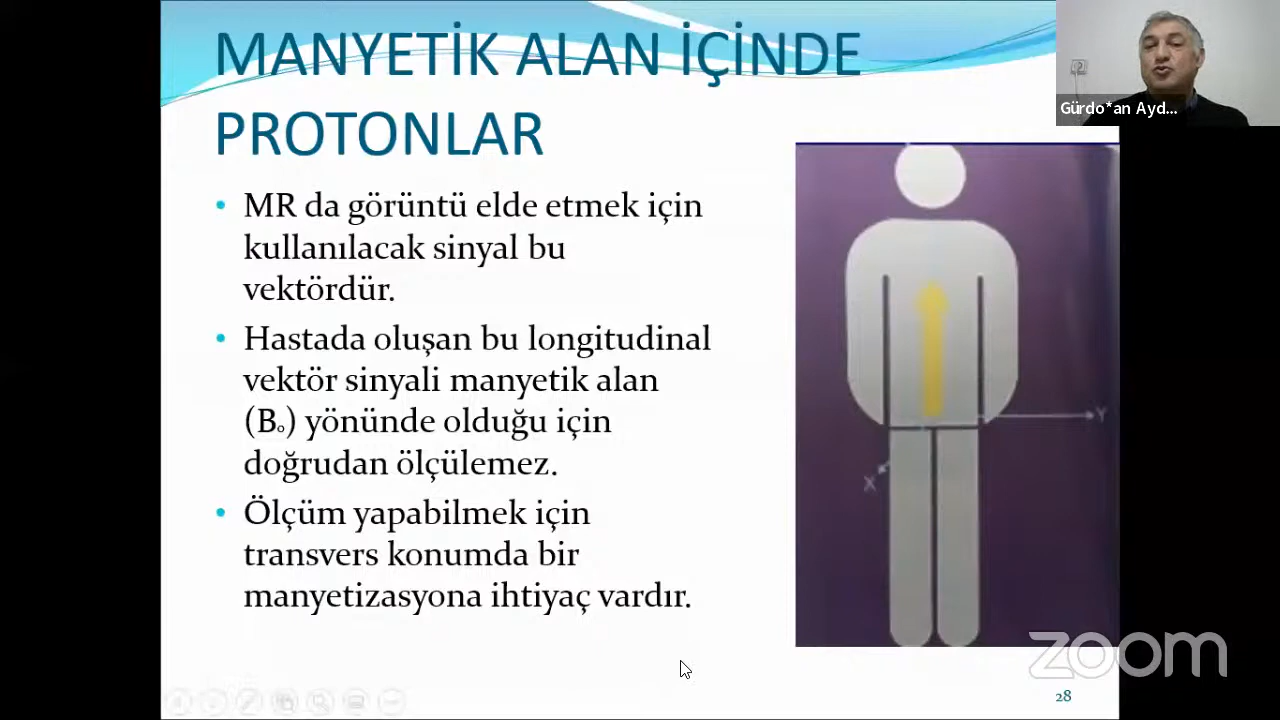 MANYETİK ALAN İÇİNDE
PROTONLAR
• MR da görüntü elde etmek için
kullanılacak sinyal bu
vektördür.
• Hastada oluşan bu longitudinal
vektör sinyali manyetik alan
(Bₒ) yönünde olduğu için
doğrudan ölçülemez.
• Ölçüm yapabilmek için
transvers konumda bir
manyetizasyona ihtiyaç vardır.
Y
X
28
Gürdo*an Ayd...
zoom